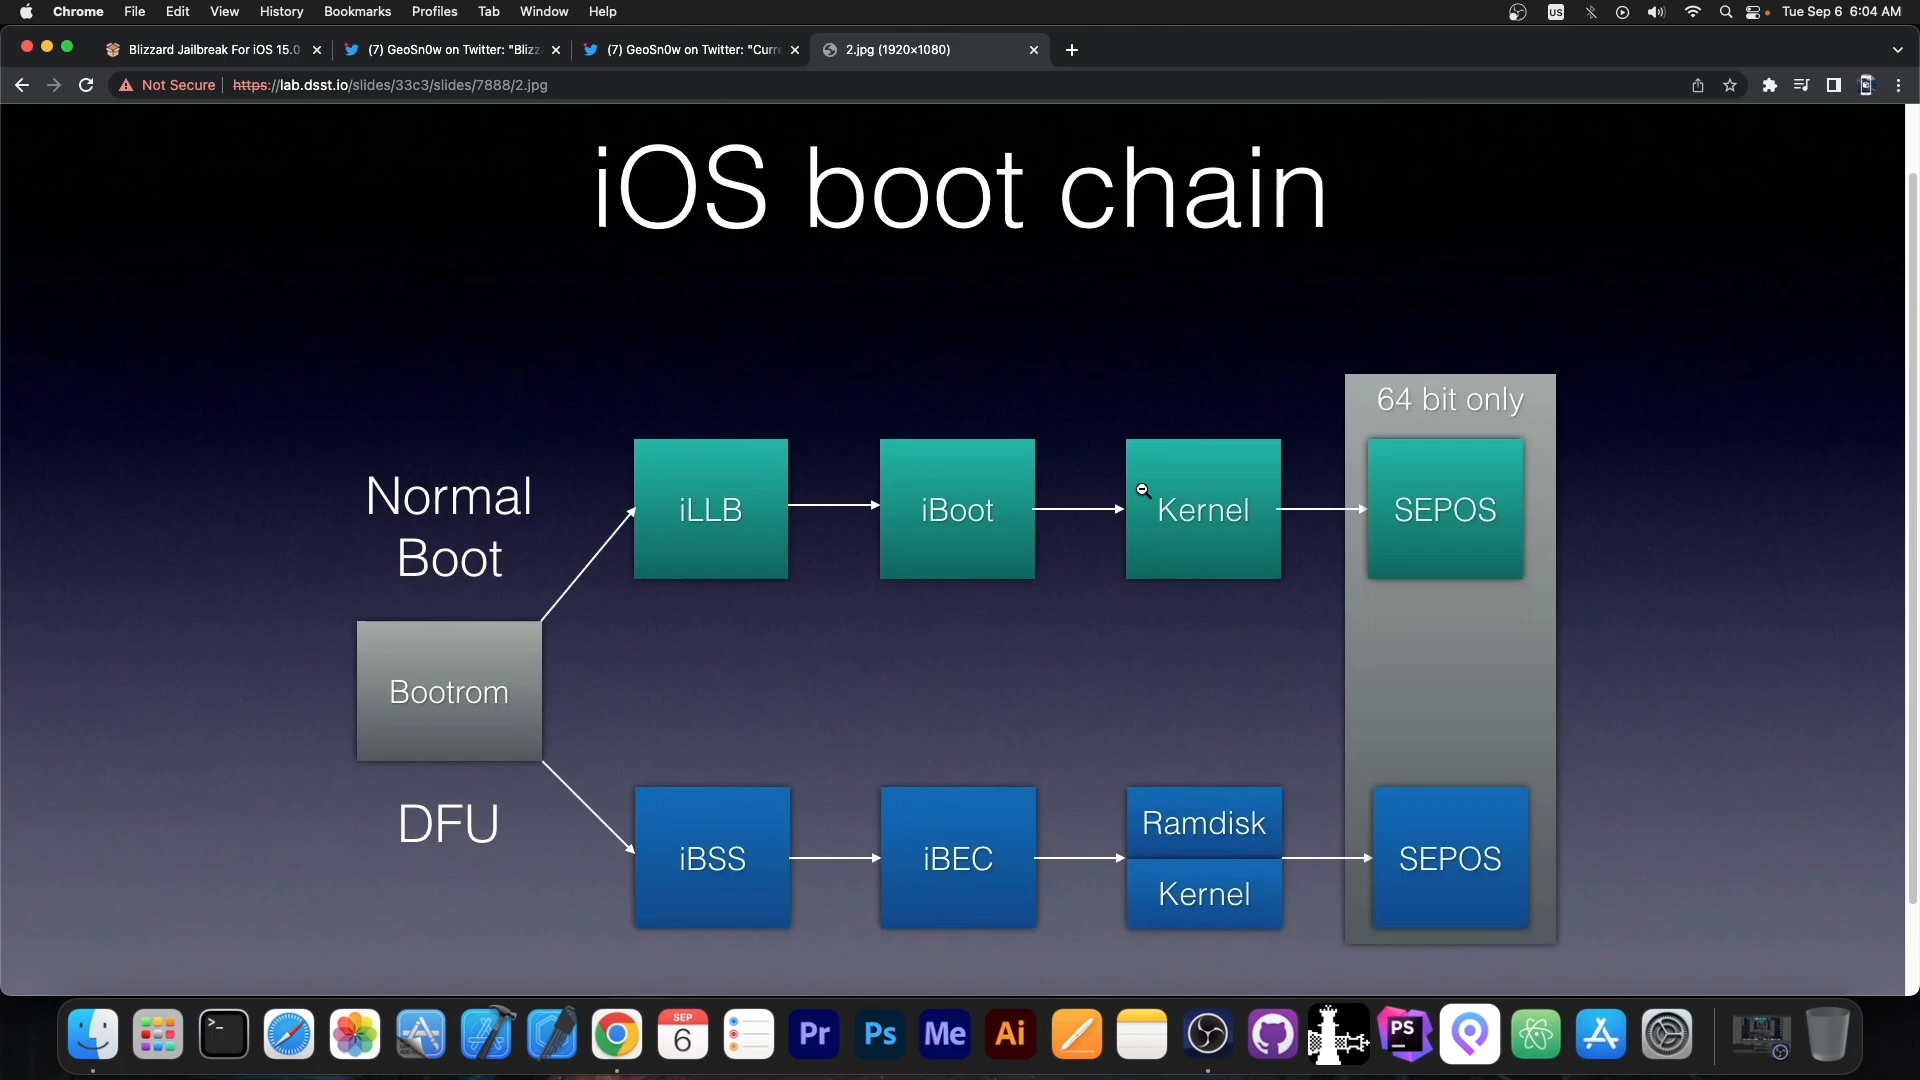 Chrome File Edit View History Bookmarks Profiles Tab Window Help US Tue Sep 6 6:04 AM
Blizzard Jailbreak For iOS 15.0 (7) GeoSn0w on Twitter: "Blizz (7) GeoSn0w on Twitter: "Curre 2.jpg (1920×1080)
Not Secure https://lab.dsst.io/slides/33c3/slides/7888/2.jpg
iOS boot chain
64 bit only
Normal
Boot
iLLB iBoot Kernel SEPOS
Bootrom
DFU
iBSS iBEC Ramdisk
Kernel
SEPOS
SEP
6
Pr Ps Me Ai PS